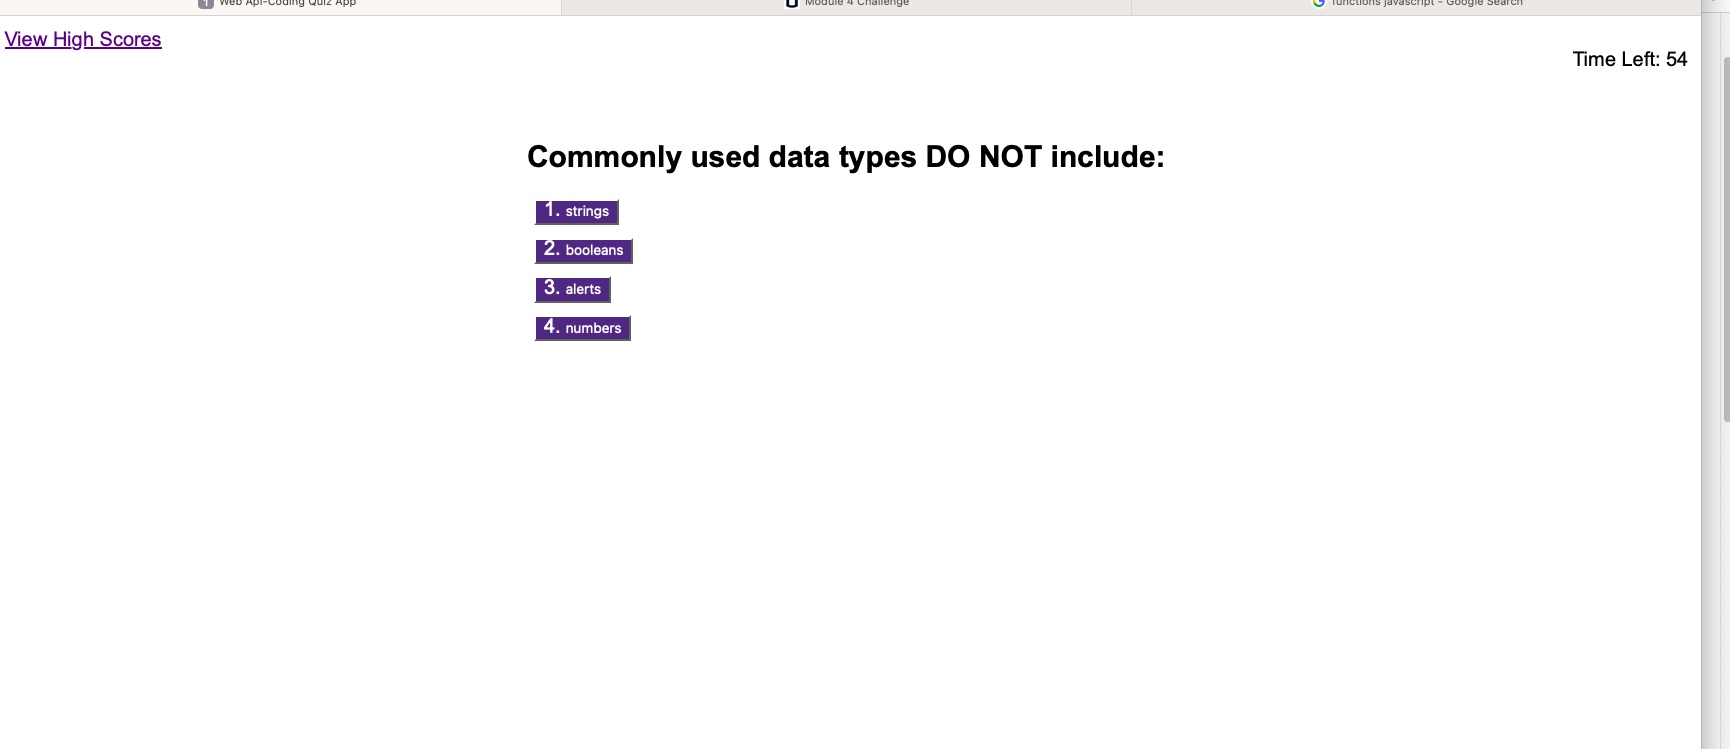 Web Api-Coding Quiz App
Module 4 Challenge
functions javascript - Google Search
View High Scores
Time Left: 54
Commonly used data types DO NOT include:
1. strings
2. booleans
3. alerts
4. numbers